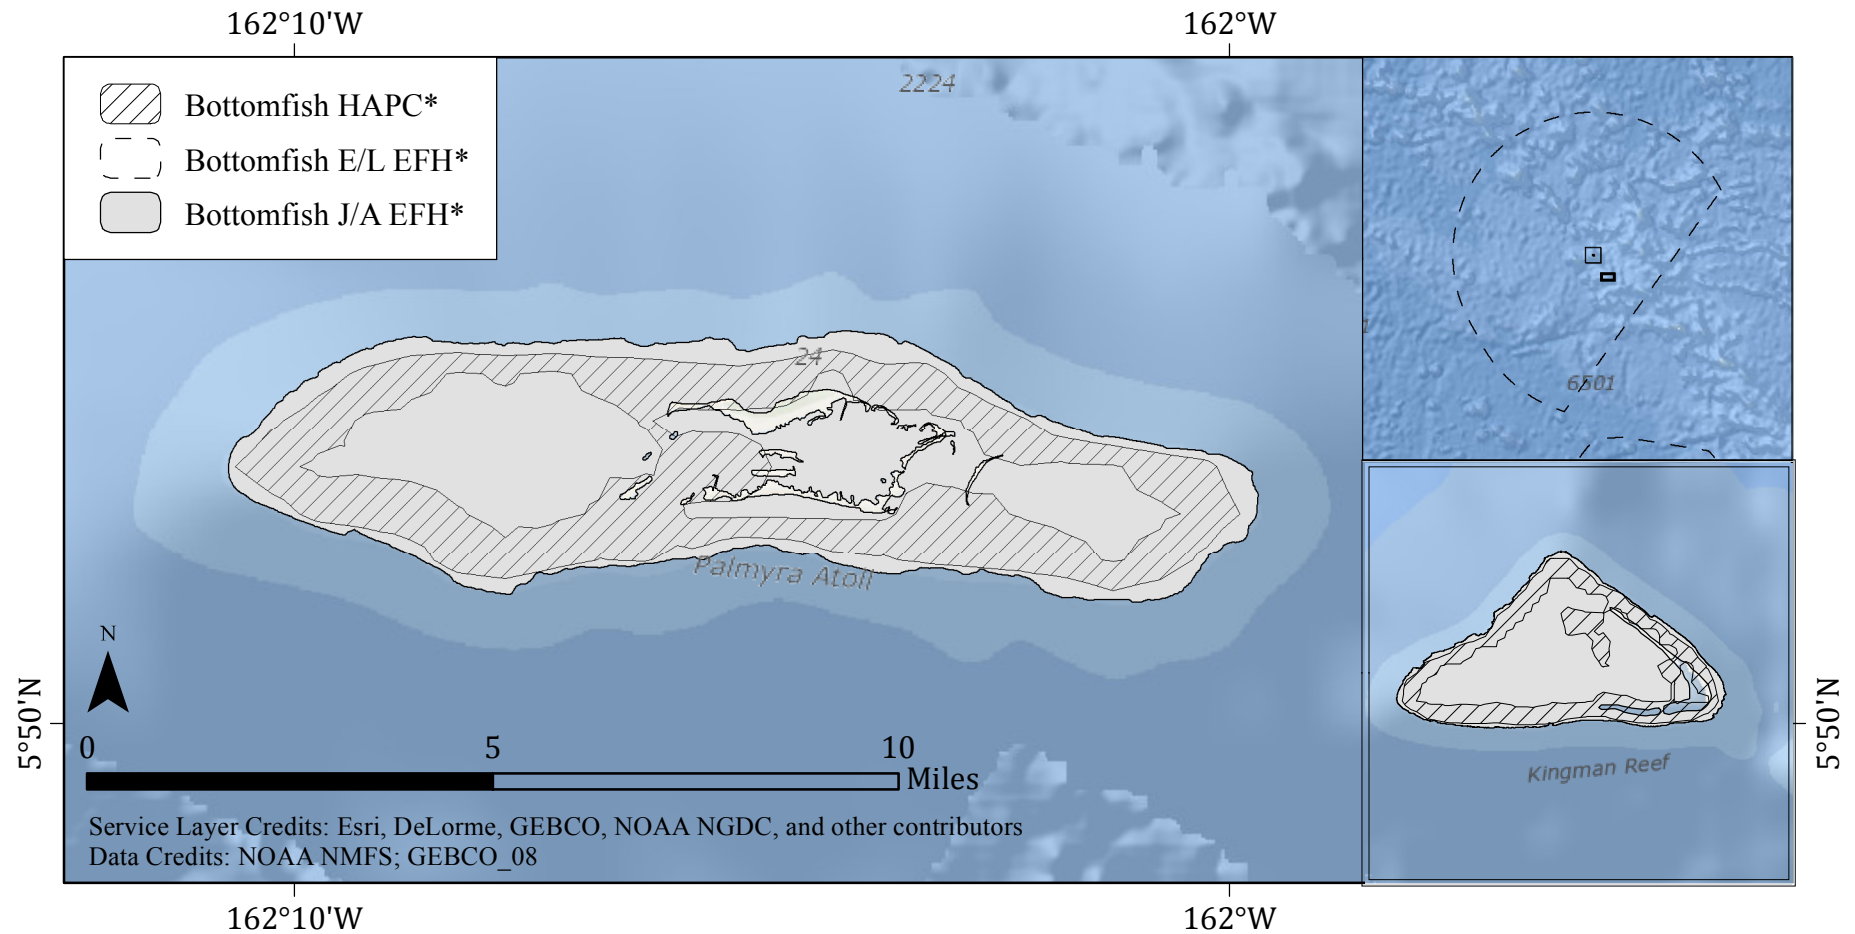 162°10'W
162°W
Bottomfish HAPC*
Bottomfish E/L EFH*
Bottomfish J/A EFH*
2224
24
Palmyra Atoll
6501
Kingman Reef
N
5°50'N
5°50'N
0 5 10
Miles
Service Layer Credits: Esri, DeLorme, GEBCO, NOAA NGDC, and other contributors
Data Credits: NOAA NMFS; GEBCO_08
162°10'W
162°W